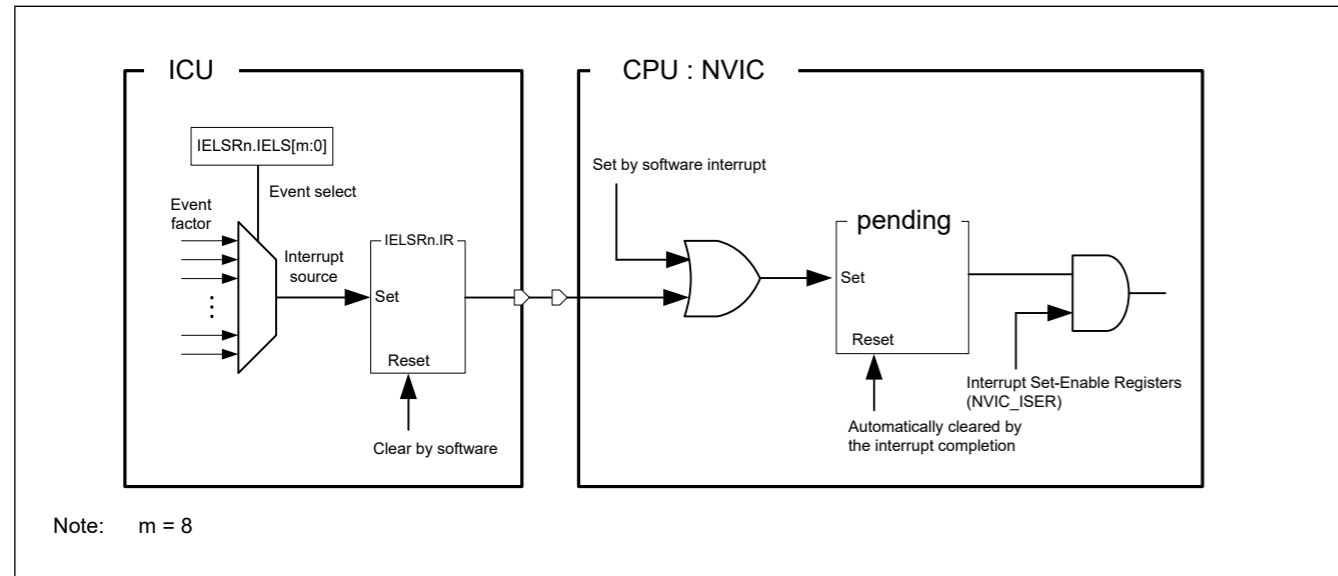 ICU
CPU : NVIC
IELSRn.IELS[m:0]
Event select
Event
factor
Interrupt
source
IELSRn.IR
Set
Reset
Clear by software
Set by software interrupt
pending
Set
Reset
Automatically cleared by
the interrupt completion
Interrupt Set-Enable Registers
(NVIC_ISER)
Note: m = 8